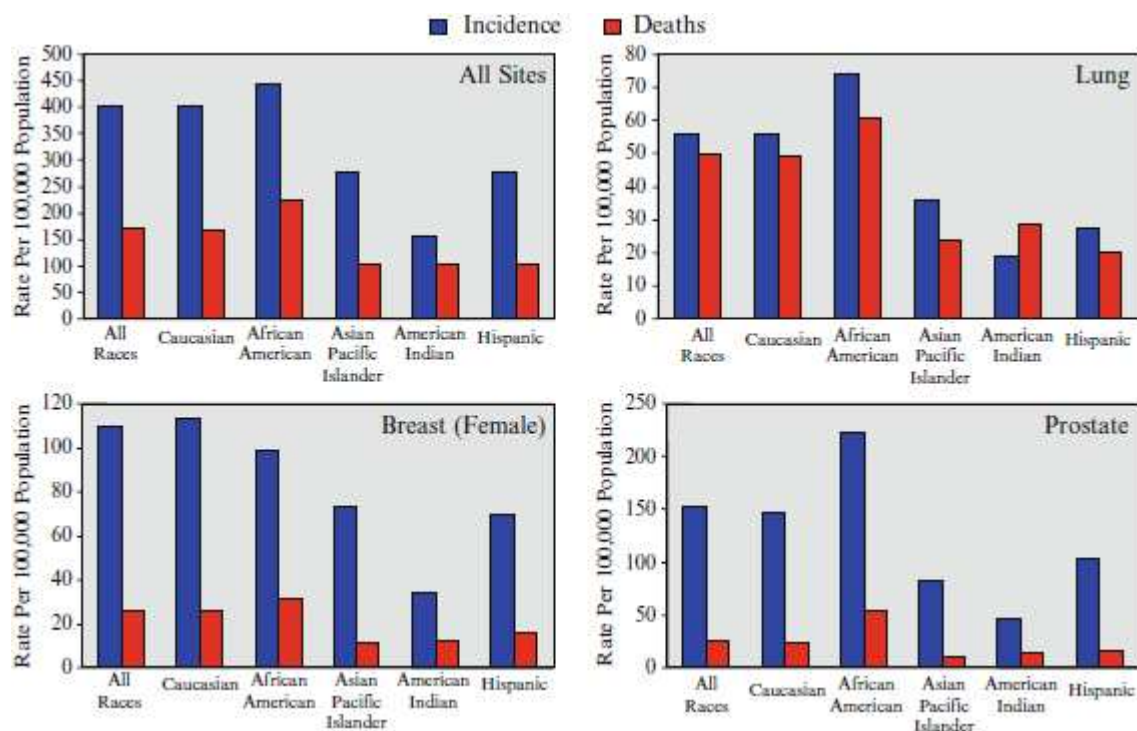 Incidence Deaths
All Sites
Rate Per 100,000 Population
500
450
400
350
300
250
200
150
100
50
0
All Races
Caucasian
African American
Asian Pacific Islander
American Indian
Hispanic
Lung
Rate Per 100,000 Population
80
70
60
50
40
30
20
10
0
All Races
Caucasian
African American
Asian Pacific Islander
American Indian
Hispanic
Breast (Female)
Rate Per 100,000 Population
120
100
80
60
40
20
0
All Races
Caucasian
African American
Asian Pacific Islander
American Indian
Hispanic
Prostate
Rate Per 100,000 Population
250
200
150
100
50
0
All Races
Caucasian
African American
Asian Pacific Islander
American Indian
Hispanic